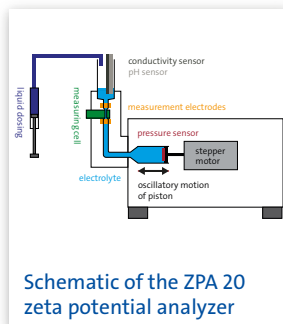 conductivity sensor
pH sensor
liquid dosing
measuring cell
measurement electrodes
pressure sensor
stepper
motor
electrolyte
oscillatory motion
of piston
Schematic of the ZPA 20
zeta potential analyzer